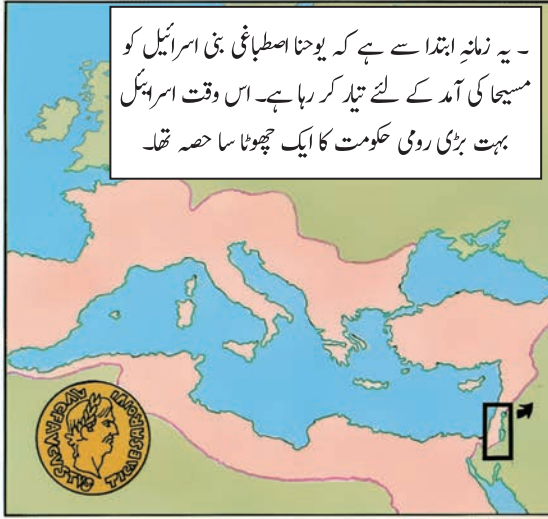 ۔ یہ زمانہِ ابتدا سے ہے کہ یوحنا اصطباغی بنی اسرائیل کو
مسیحا کی آمد کے لئے تیار کر رہا ہے۔ اس وقت اسرایئل
بہت بڑی رومی حکومت کا ایک چھوٹا سا حصہ تھا۔